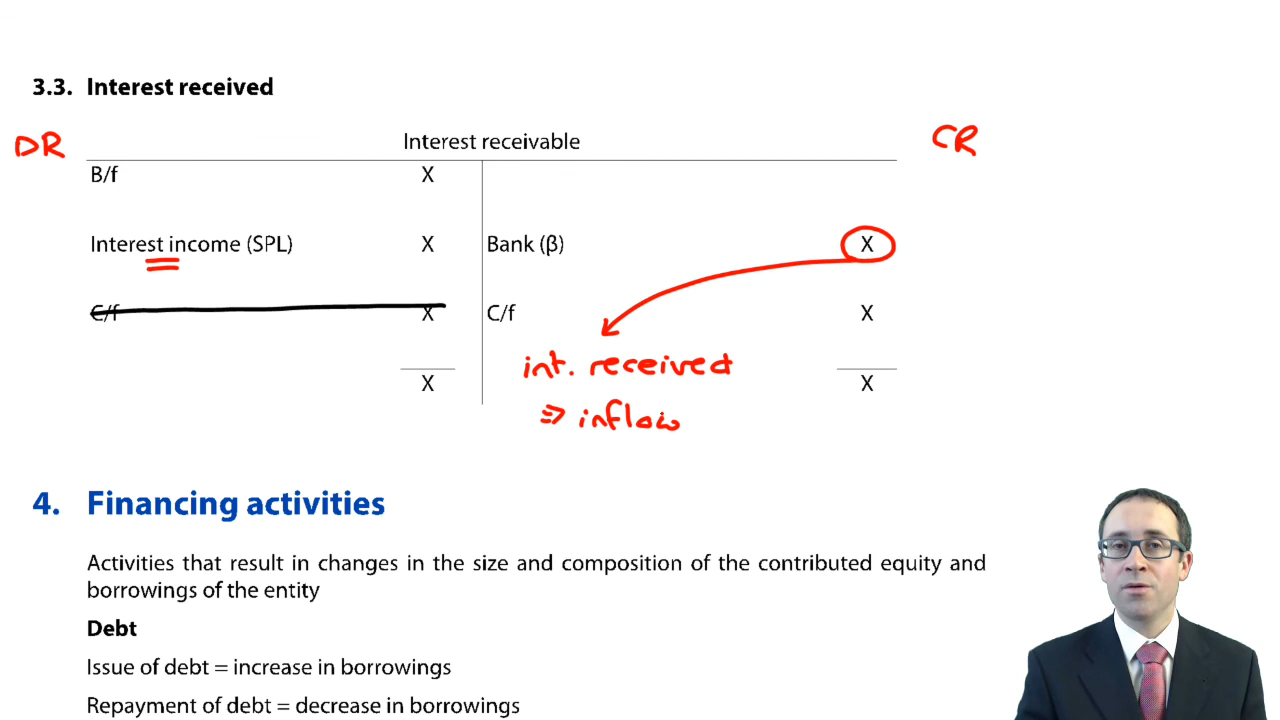 3.3. Interest received
DR Interest receivable CR
B/f X
Interest income (SPL) X Bank (β) X
C/f X C/f X
int. received
X X
⇒ inflow
4. Financing activities
Activities that result in changes in the size and composition of the contributed equity and
borrowings of the entity
Debt
Issue of debt = increase in borrowings
Repayment of debt = decrease in borrowings